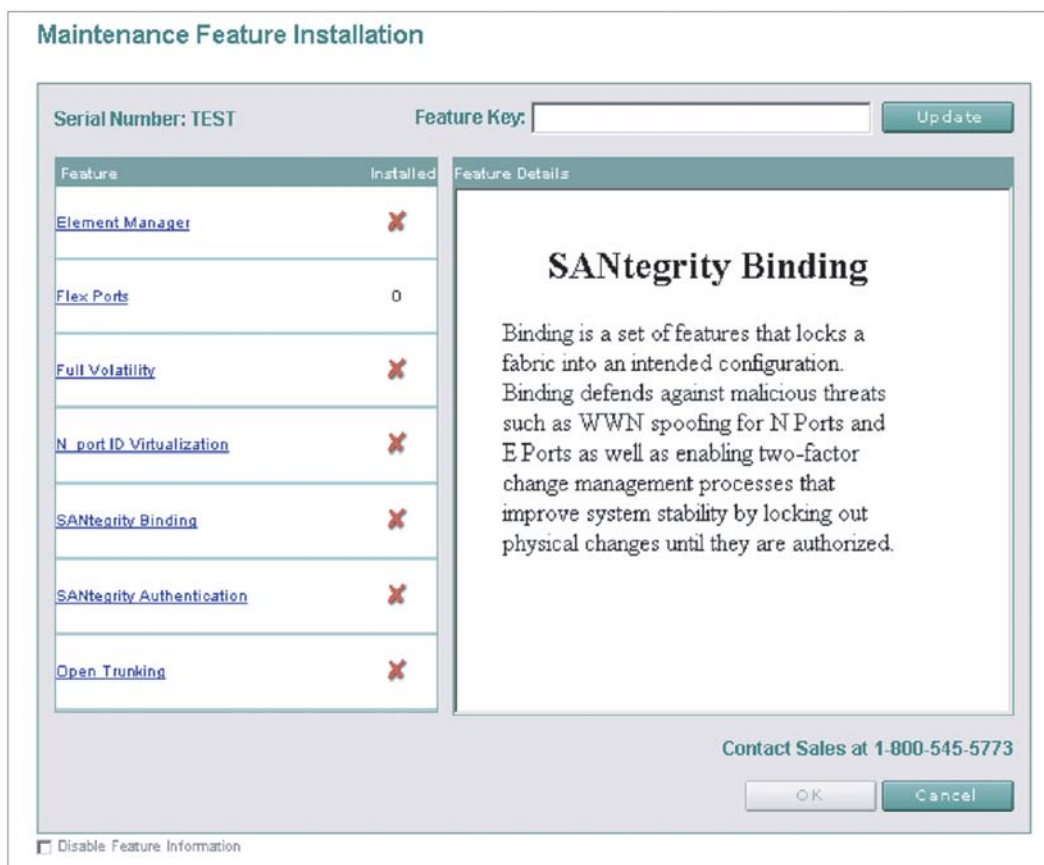 Maintenance Feature Installation
Serial Number: TEST
Feature Key:
Update
Feature Installed
Feature Details
Element Manager
Flex Ports 0
Full Volatility
N_port ID Virtualization
SANtegrity Binding
SANtegrity Authentication
Open Trunking
SANtegrity Binding
Binding is a set of features that locks a
fabric into an intended configuration.
Binding defends against malicious threats
such as WWN spoofing for N Ports and
E Ports as well as enabling two-factor
change management processes that
improve system stability by locking out
physical changes until they are authorized.
Contact Sales at 1-800-545-5773
OK
Cancel
Disable Feature Information